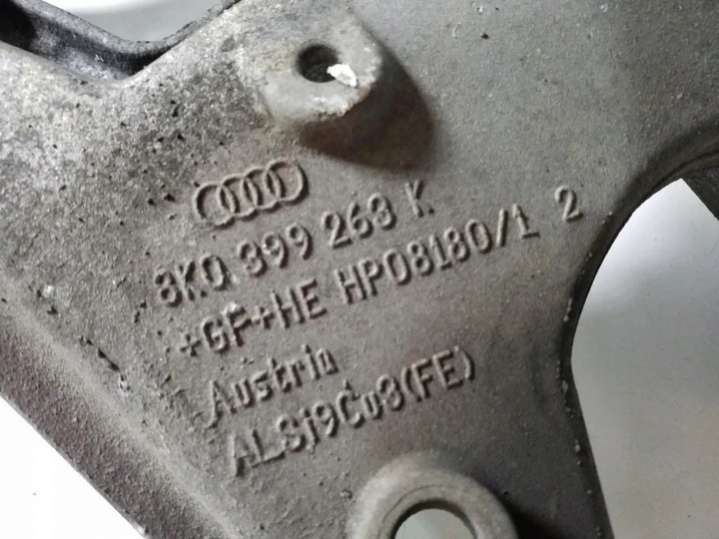 8K0 399 263 K
+GF+HE HP08180/1 2
Austria
ALSi9Cu3(FE)